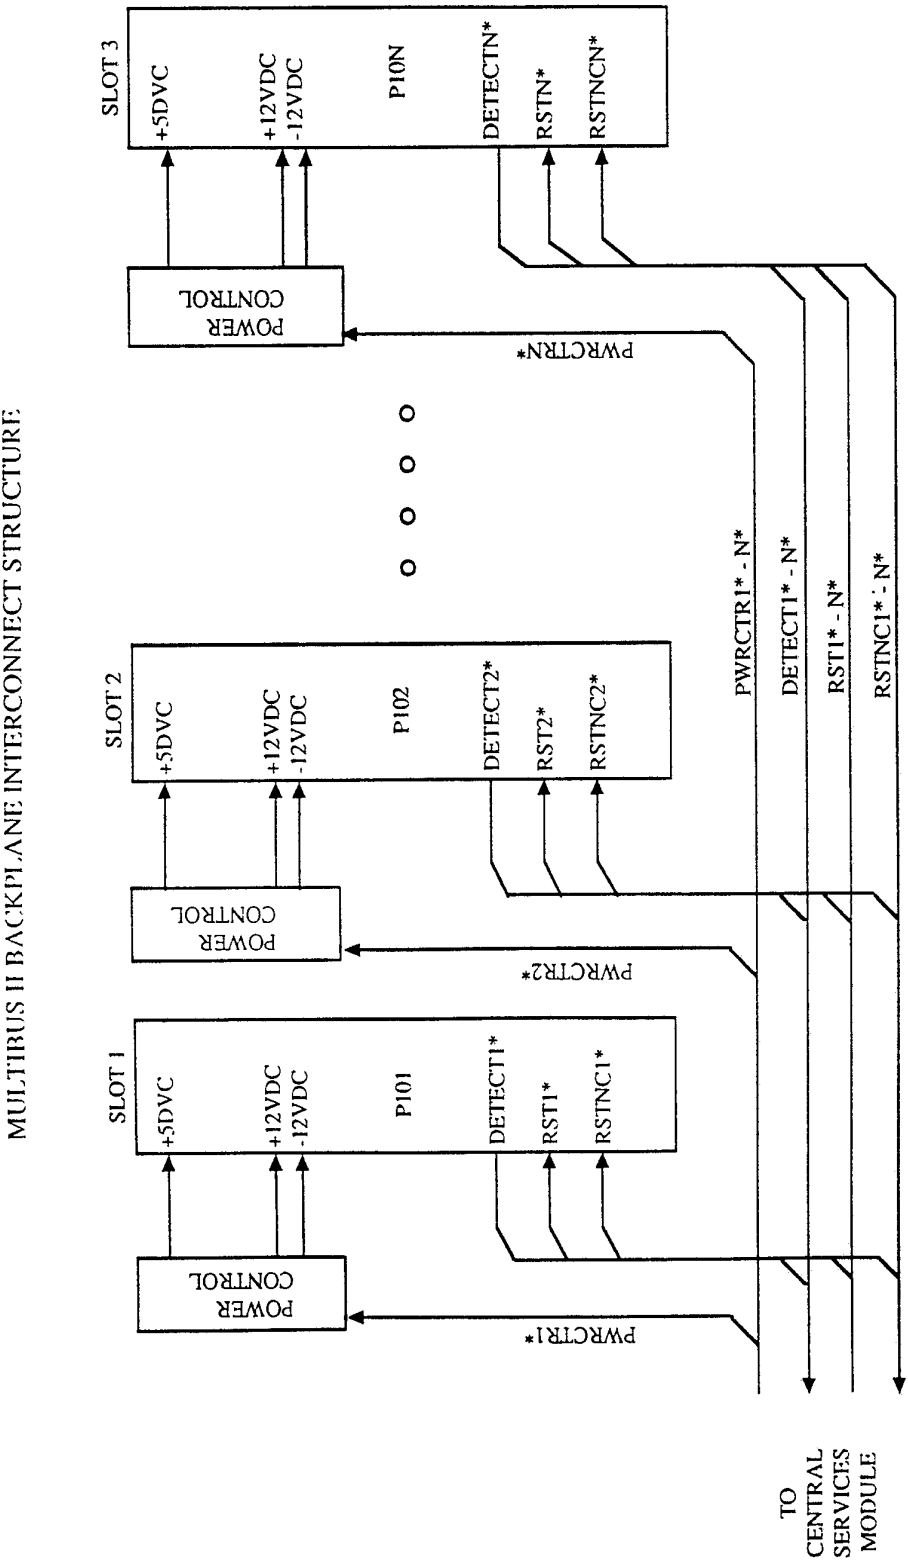 MULTIBUS II BACKPLANE INTERCONNECT STRUCTURE
SLOT 1
+5DVC
+12VDC
-12VDC
P101
DETECT1*
RST1*
RSTNC1*
POWER
CONTROL
PWRCTR1*
SLOT 2
+5DVC
+12VDC
-12VDC
P102
DETECT2*
RST2*
RSTNC2*
POWER
CONTROL
PWRCTR2*
SLOT 3
+5DVC
+12VDC
-12VDC
P10N
DETECTN*
RSTN*
RSTNCN*
POWER
CONTROL
PWRCTRN*
PWRCTR1* - N*
DETECT1* - N*
RST1* - N*
RSTNC1* - N*
TO
CENTRAL
SERVICES
MODULE